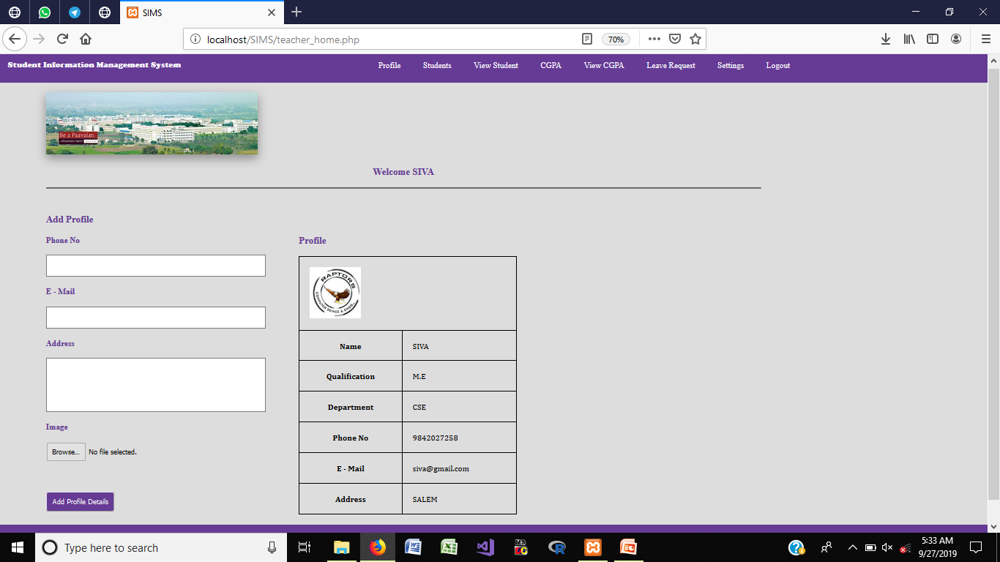 SIMS
localhost/SIMS/teacher_home.php
70%
Student Information Management System
Profile Students View Student CGPA View CGPA Leave Request Settings Logout
Be a Paavaian
Welcome SIVA
Add Profile
Phone No
E - Mail
Address
Image
Browse... No file selected.
Add Profile Details
Profile
RAPTORS
Name SIVA
Qualification M.E
Department CSE
Phone No 9842027258
E - Mail siva@gmail.com
Address SALEM
Type here to search
5:33 AM
9/27/2019